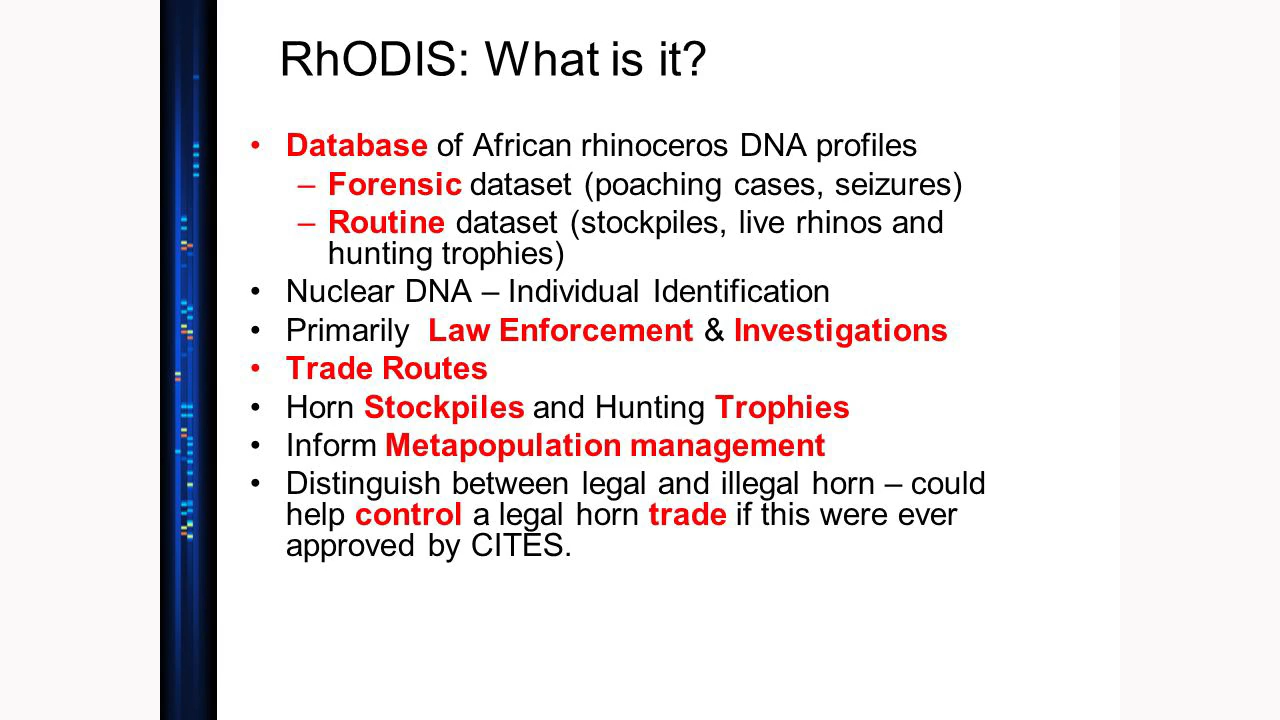 RhODIS: What is it?
• Database of African rhinoceros DNA profiles
– Forensic dataset (poaching cases, seizures)
– Routine dataset (stockpiles, live rhinos and
hunting trophies)
• Nuclear DNA – Individual Identification
• Primarily Law Enforcement & Investigations
• Trade Routes
• Horn Stockpiles and Hunting Trophies
• Inform Metapopulation management
• Distinguish between legal and illegal horn – could
help control a legal horn trade if this were ever
approved by CITES.